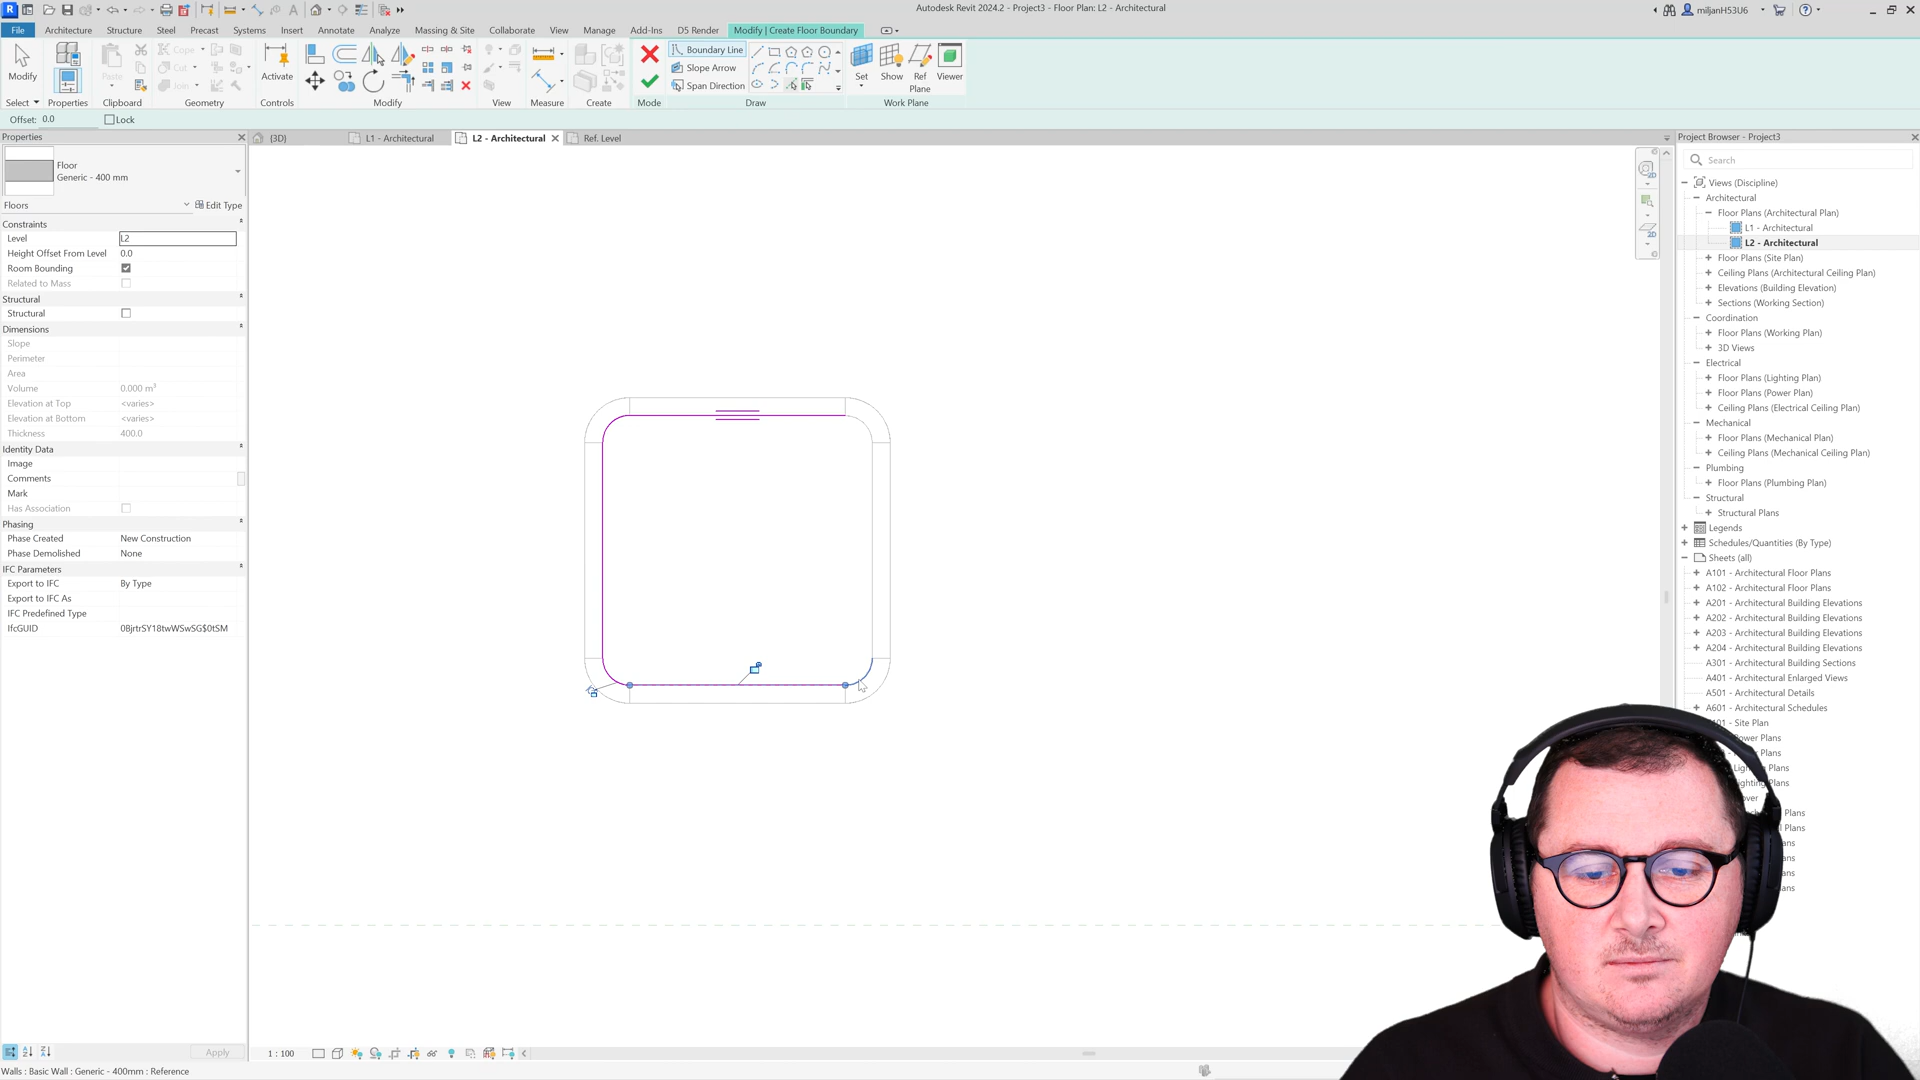 Autodesk Revit 2024.2 - Project3 - Floor Plan: L2 - Architectural
miljanH53U6
File Architecture Structure Steel Precast Systems Insert Annotate Analyze Massing & Site Collaborate View Manage Add-Ins D5 Render Modify | Create Floor Boundary
Modify
Paste
Cope
Cut
Join
Activate
Boundary Line
Slope Arrow
Span Direction
Set
Show
Ref Plane
Viewer
Select Properties Clipboard Geometry Controls Modify View Measure Create Mode Draw Work Plane
Offset: 0.0 Lock
Properties
{3D} L1 - Architectural L2 - Architectural Ref. Level
Floor
Generic - 400 mm
Floors Edit Type
Constraints
Level L2
Height Offset From Level 0.0
Room Bounding
Related to Mass
Structural
Structural
Dimensions
Slope
Perimeter
Area
Volume 0.000 m³
Elevation at Top <varies>
Elevation at Bottom <varies>
Thickness 400.0
Identity Data
Image
Comments
Mark
Has Association
Phasing
Phase Created New Construction
Phase Demolished None
IFC Parameters
Export to IFC By Type
Export to IFC As
IFC Predefined Type
IfcGUID 0BjrtrSY18twWSwSG$0tSM
Apply
1 : 100
Walls : Basic Wall : Generic - 400mm : Reference
Project Browser - Project3
Search
Views (Discipline)
Architectural
Floor Plans (Architectural Plan)
L1 - Architectural
L2 - Architectural
Floor Plans (Site Plan)
Ceiling Plans (Architectural Ceiling Plan)
Elevations (Building Elevation)
Sections (Working Section)
Coordination
Floor Plans (Working Plan)
3D Views
Electrical
Floor Plans (Lighting Plan)
Floor Plans (Power Plan)
Ceiling Plans (Electrical Ceiling Plan)
Mechanical
Floor Plans (Mechanical Plan)
Ceiling Plans (Mechanical Ceiling Plan)
Plumbing
Floor Plans (Plumbing Plan)
Structural
Structural Plans
Legends
Schedules/Quantities (By Type)
Sheets (all)
A101 - Architectural Floor Plans
A102 - Architectural Floor Plans
A201 - Architectural Building Elevations
A202 - Architectural Building Elevations
A203 - Architectural Building Elevations
A204 - Architectural Building Elevations
A301 - Architectural Building Sections
A401 - Architectural Enlarged Views
A501 - Architectural Details
A601 - Architectural Schedules
101 - Site Plan
Power Plans
Plans
Plans
Plans
Plans
Plans